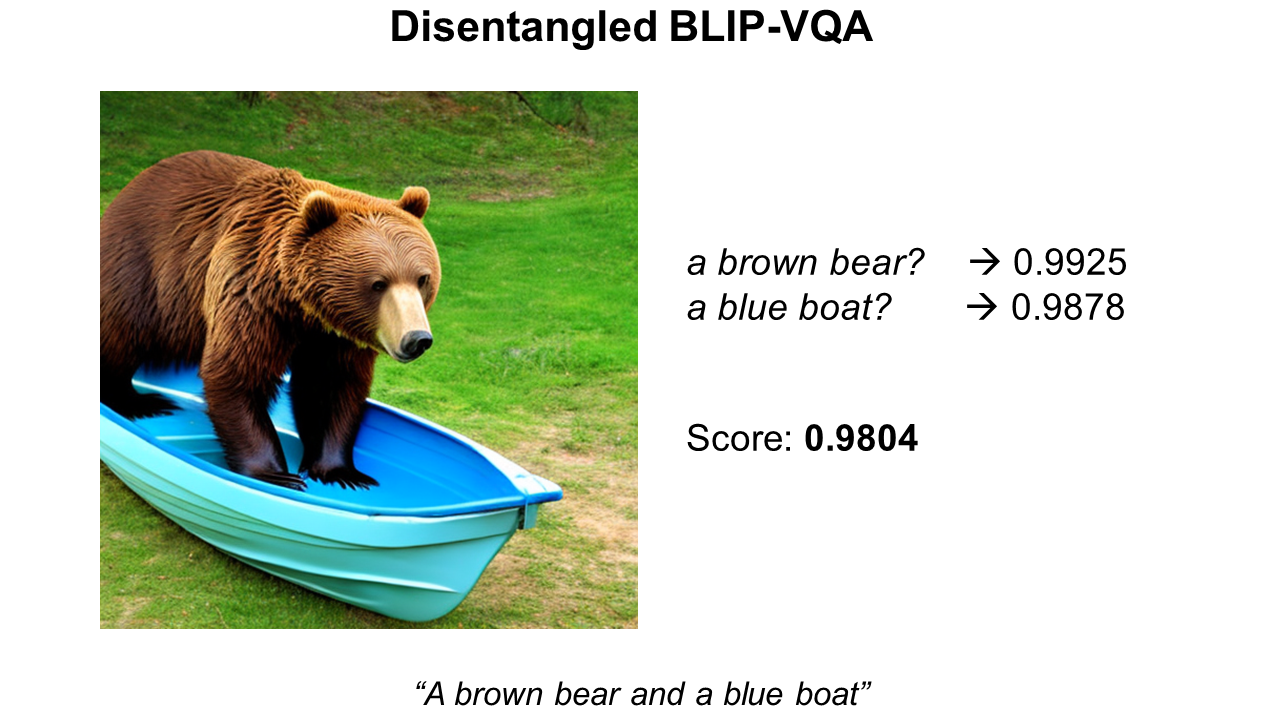 Disentangled BLIP-VQA
a brown bear? → 0.9925
a blue boat? → 0.9878
Score: 0.9804
“A brown bear and a blue boat”